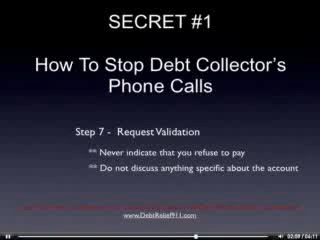 SECRET #1
How To Stop Debt Collector's
Phone Calls
Step 7 - Request Validation
** Never indicate that you refuse to pay
** Do not discuss anything specific about the account
www.DebtRelief911.com
02:09 / 04:11